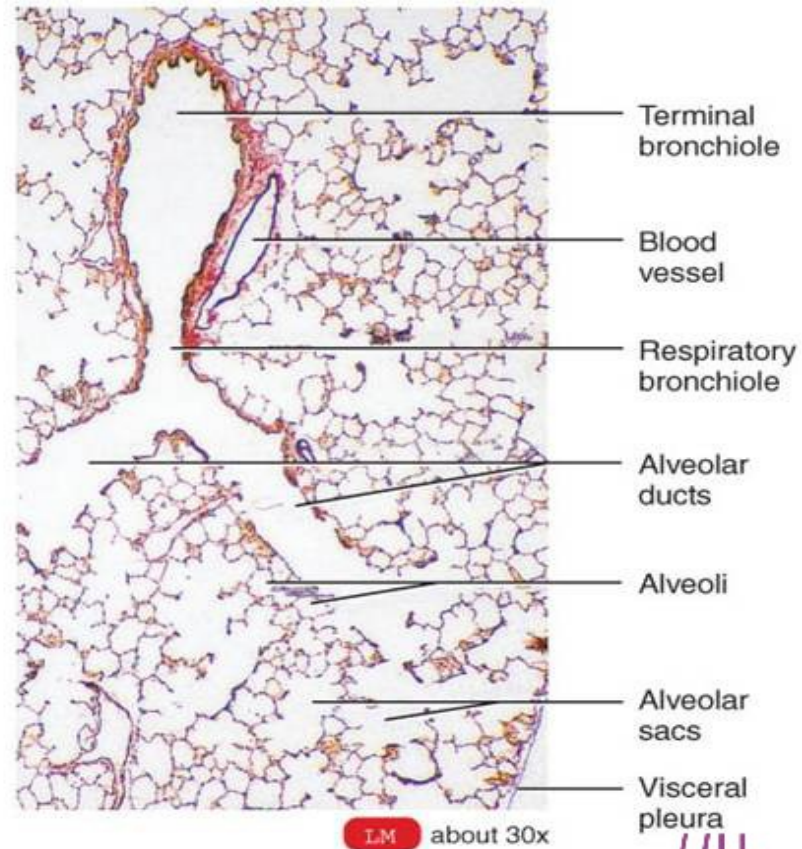 Terminal
bronchiole
Blood
vessel
Respiratory
bronchiole
Alveolar
ducts
Alveoli
Alveolar
sacs
Visceral
pleura
LM about 30x